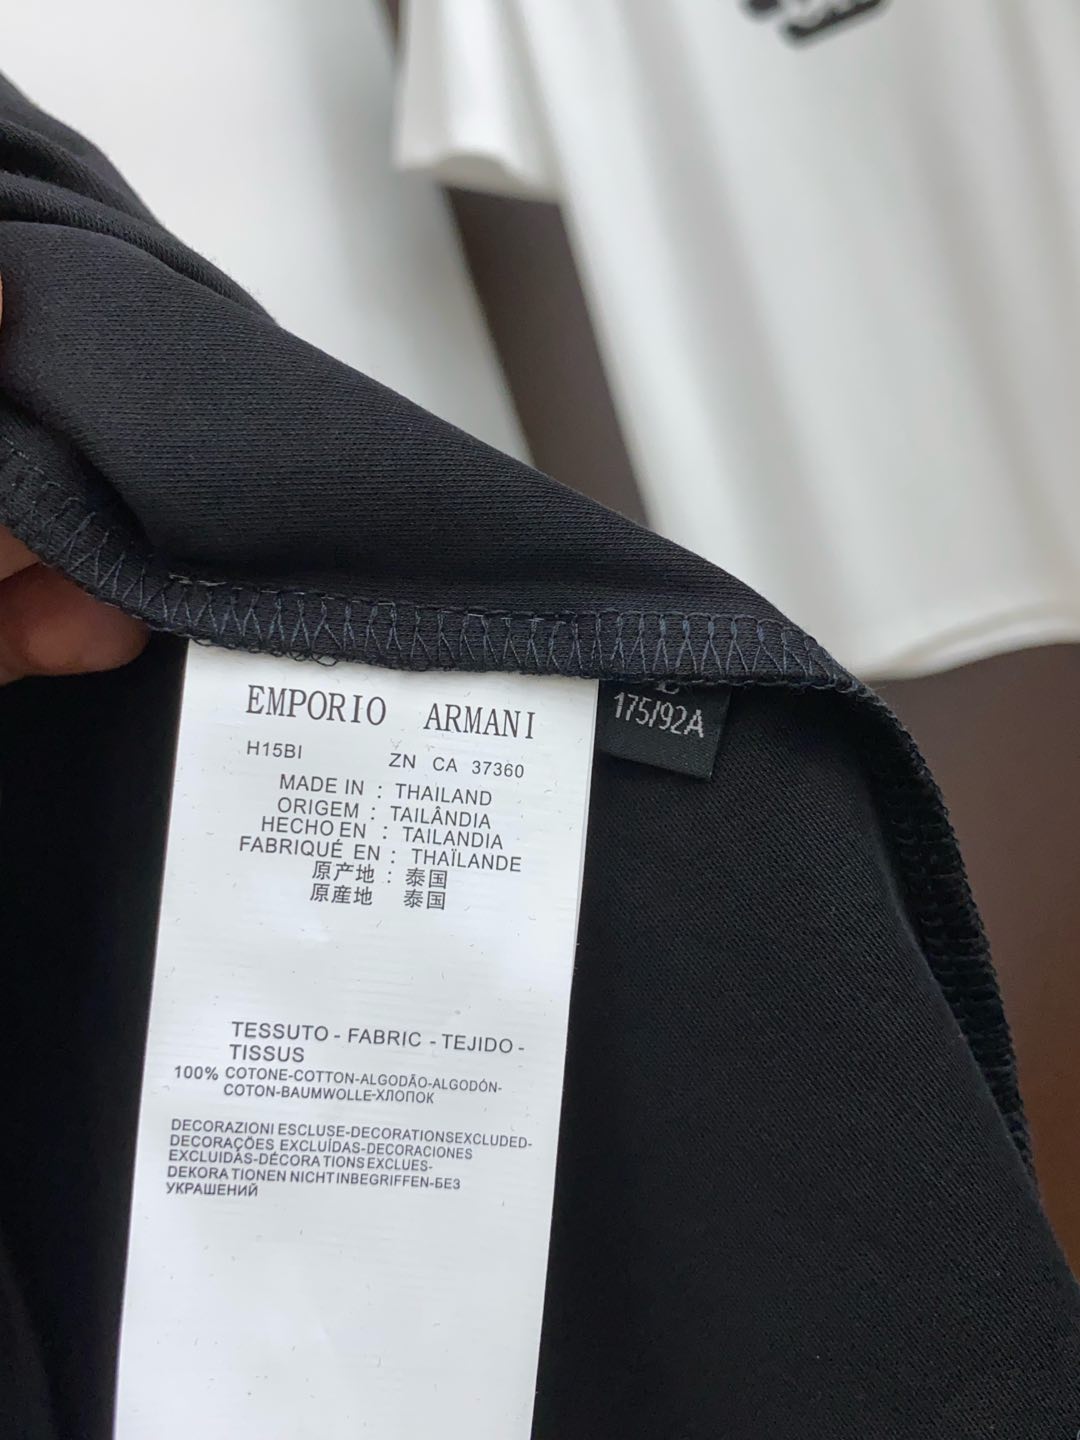 EMPORIO ARMANI
H15BI ZN CA 37360
MADE IN : THAILAND
ORIGEM : TAILÂNDIA
HECHO EN : TAILANDIA
FABRIQUÉ EN : THAÏLANDE
原产地 : 泰国
原産地 泰国
TESSUTO - FABRIC - TEJIDO -
TISSUS
100% COTONE-COTTON-ALGODÃO-ALGODÓN-
COTON-BAUMWOLLE-ХЛОПОК
DECORAZIONI ESCLUSE-DECORATIONSEXCLUDED-
DECORAÇÕES EXCLUÍDAS-DECORACIONES
EXCLUIDAS-DÉCORATIONS EXCLUES-
DEKORATIONEN NICHT INBEGRIFFEN-БЕЗ
УКРАШЕНИЙ
175/92A